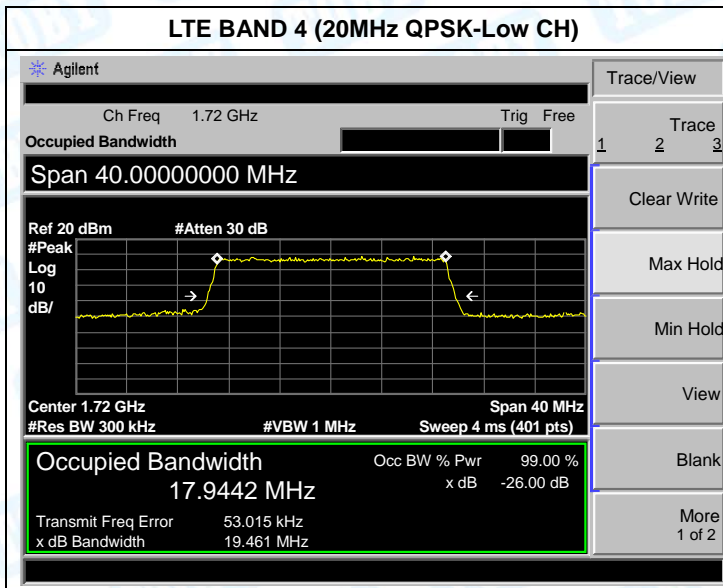 LTE BAND 4 (20MHz QPSK-Low CH)
Agilent
Ch Freq 1.72 GHz Trig Free
Occupied Bandwidth
Span 40.00000000 MHz
Ref 20 dBm #Atten 30 dB
#Peak
Log
10
dB/
Center 1.72 GHz Span 40 MHz
#Res BW 300 kHz #VBW 1 MHz Sweep 4 ms (401 pts)
Occupied Bandwidth Occ BW % Pwr 99.00 %
17.9442 MHz x dB -26.00 dB
Transmit Freq Error 53.015 kHz
x dB Bandwidth 19.461 MHz
Trace/View
Trace
1 2 3
Clear Write
Max Hold
Min Hold
View
Blank
More
1 of 2